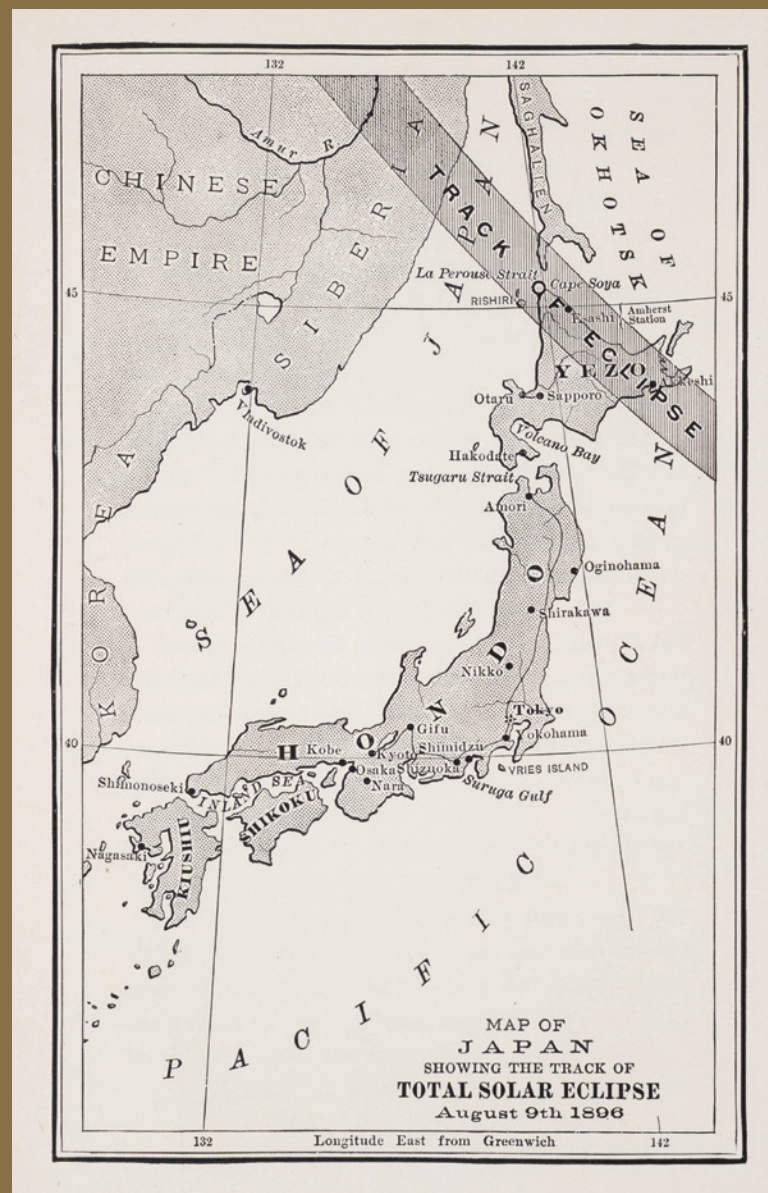 132
142
SAGHALIEN
SEA OF
OKHOTSK
Amur R
CHINESE
EMPIRE
SIBERIA
TRACK OF ECLIPSE
SEA OF JAPAN
La Perouse Strait
Cape Soya
RISHIRI
45
45
Esashi
Amherst
Station
YEZO
Akkeshi
Otaru
Sapporo
Vladivostok
Volcano Bay
Hakodate
Tsugaru Strait
Amori
KOREA
Oginohama
Shirakawa
Nikko
HONDO
Tokyo
Gifu
Yokohama
40
40
Kobe
Kyoto
Shimidzu
Osaka
Shizuoka
VRIES ISLAND
Nara
Suruga Gulf
Shimonoseki
INLAND SEA
SHIKOKU
KIUSHIU
Nagasaki
PACIFIC OCEAN
MAP OF
JAPAN
SHOWING THE TRACK OF
TOTAL SOLAR ECLIPSE
August 9th 1896
132
Longitude East from Greenwich
142